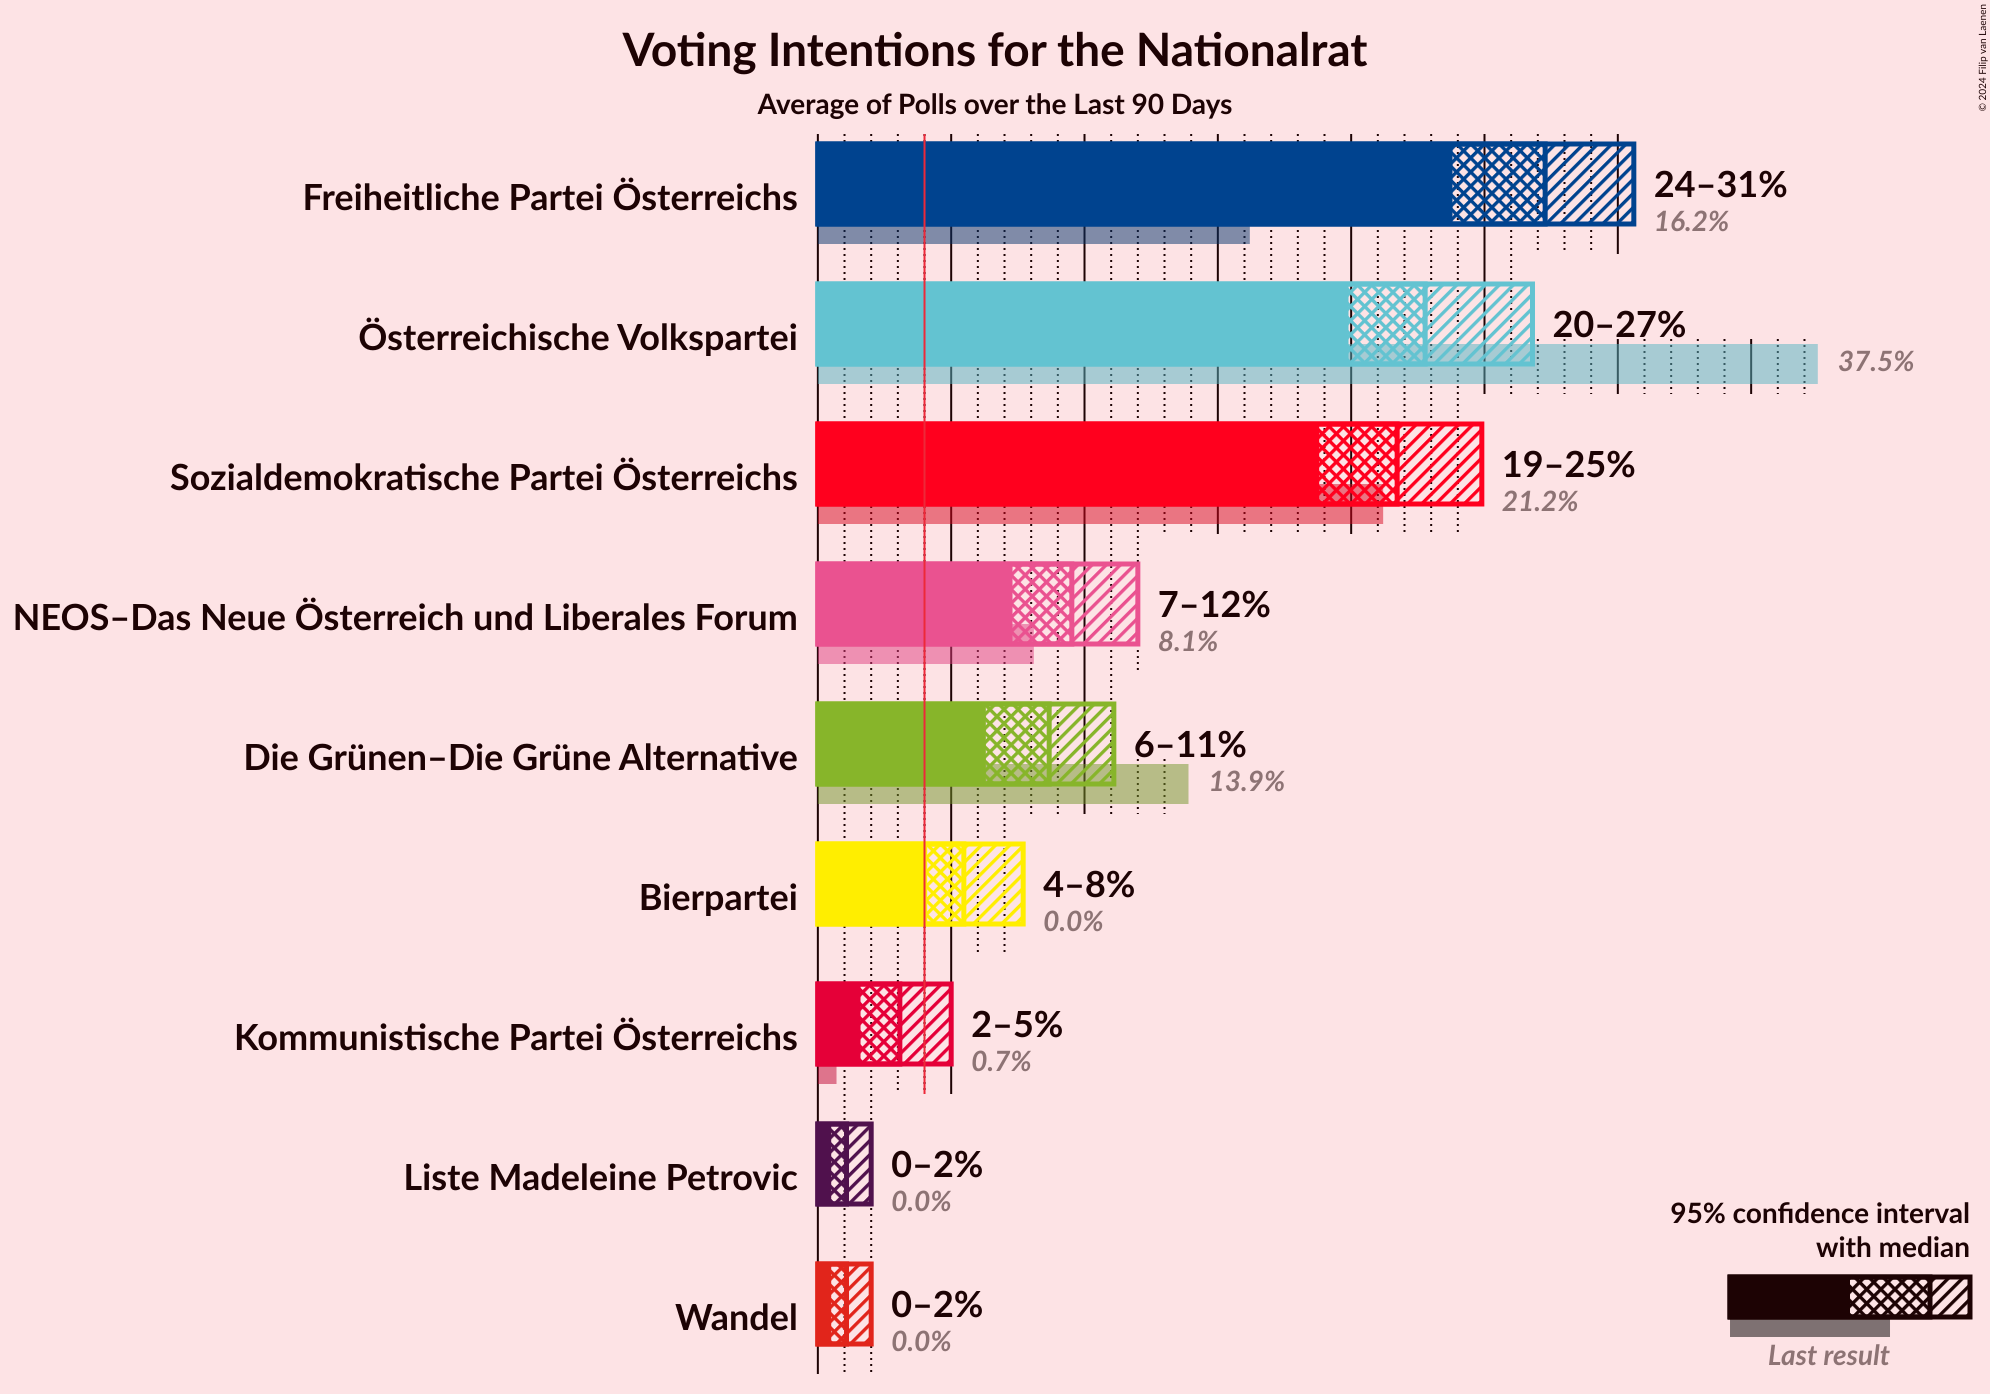 © 2024 Filip van Laenen
Voting Intentions for the Nationalrat
Average of Polls over the Last 90 Days
Freiheitliche Partei Österreichs
24–31%
16.2%
Österreichische Volkspartei
20–27%
37.5%
Sozialdemokratische Partei Österreichs
19–25%
21.2%
NEOS–Das Neue Österreich und Liberales Forum
7–12%
8.1%
Die Grünen–Die Grüne Alternative
6–11%
13.9%
Bierpartei
4–8%
0.0%
Kommunistische Partei Österreichs
2–5%
0.7%
Liste Madeleine Petrovic
0–2%
0.0%
Wandel
0–2%
0.0%
95% confidence interval
with median
Last result